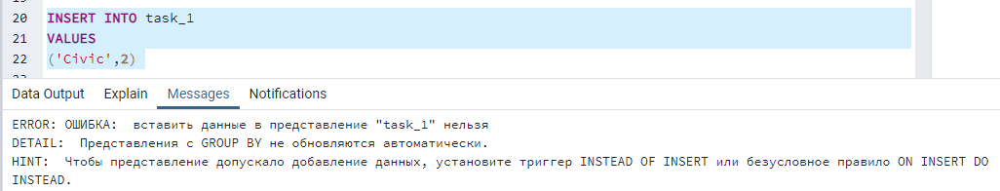 20 INSERT INTO task_1
21 VALUES
22 ('Civic',2)
Data Output Explain Messages Notifications
ERROR: ОШИБКА:  вставить данные в представление "task_1" нельзя
DETAIL:  Представления с GROUP BY не обновляются автоматически.
HINT:  Чтобы представление допускало добавление данных, установите триггер INSTEAD OF INSERT или безусловное правило ON INSERT DO
INSTEAD.